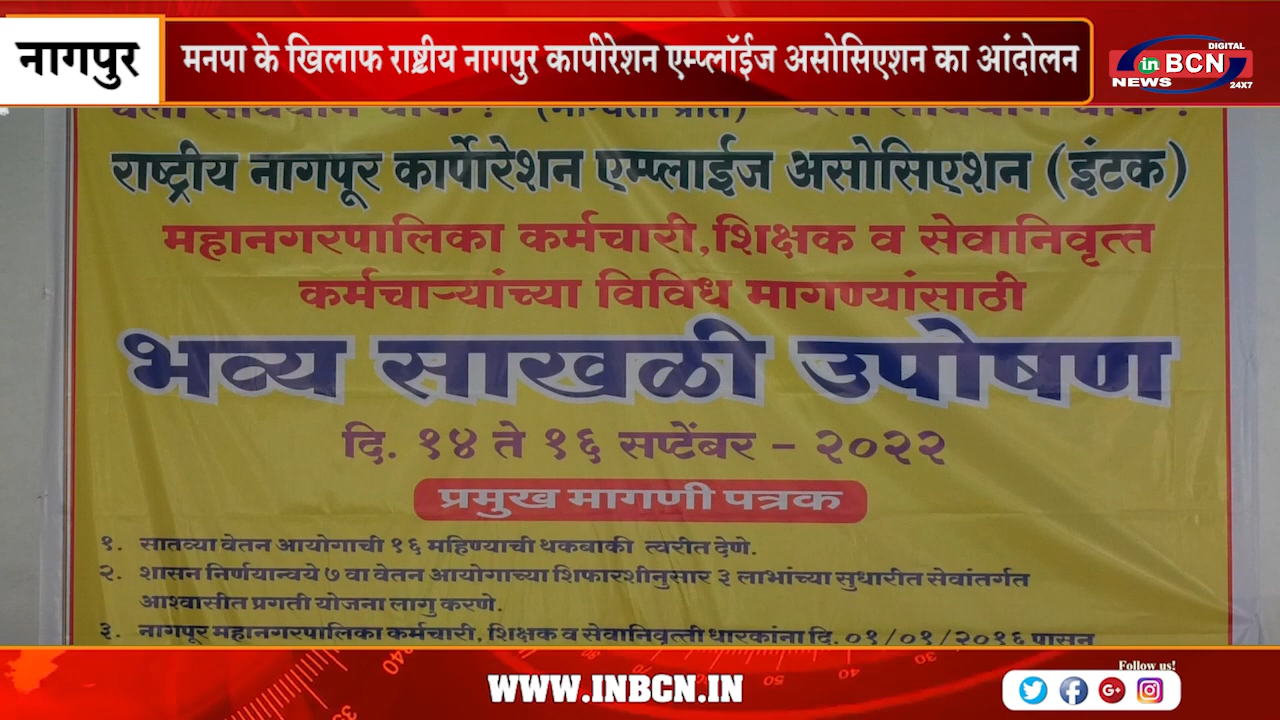 नागपुर
मनपा के खिलाफ राष्ट्रीय नागपुर कार्पोरेशन एम्प्लॉईज असोसिएशन का आंदोलन
in BCN
DIGITAL
NEWS
24X7
(मान्यता प्राप्त)
राष्ट्रीय नागपूर कार्पोरेशन एम्प्लाईज असोसिएशन (इंटक)
महानगरपालिका कर्मचारी, शिक्षक व सेवानिवृत्त
कर्मचाऱ्यांच्या विविध मागण्यांसाठी
भव्य साखळी उपोषण
दि. १४ ते १६ सप्टेंबर - २०२२
प्रमुख मागणी पत्रक
१. सातव्या वेतन आयोगाची १६ महिण्याची थकबाकी त्वरीत देणे.
२. शासन निर्णयान्वये ७ वा वेतन आयोगाच्या शिफारशीनुसार ३ लाभांच्या सुधारीत सेवांतर्गत
आश्वासीत प्रगती योजना लागु करणे.
३. नागपूर महानगरपालिका कर्मचारी, शिक्षक व सेवानिवृत्ती धारकांना दि. ०१/०१/२०१६ पासन
WWW.INBCN.IN
Follow us!